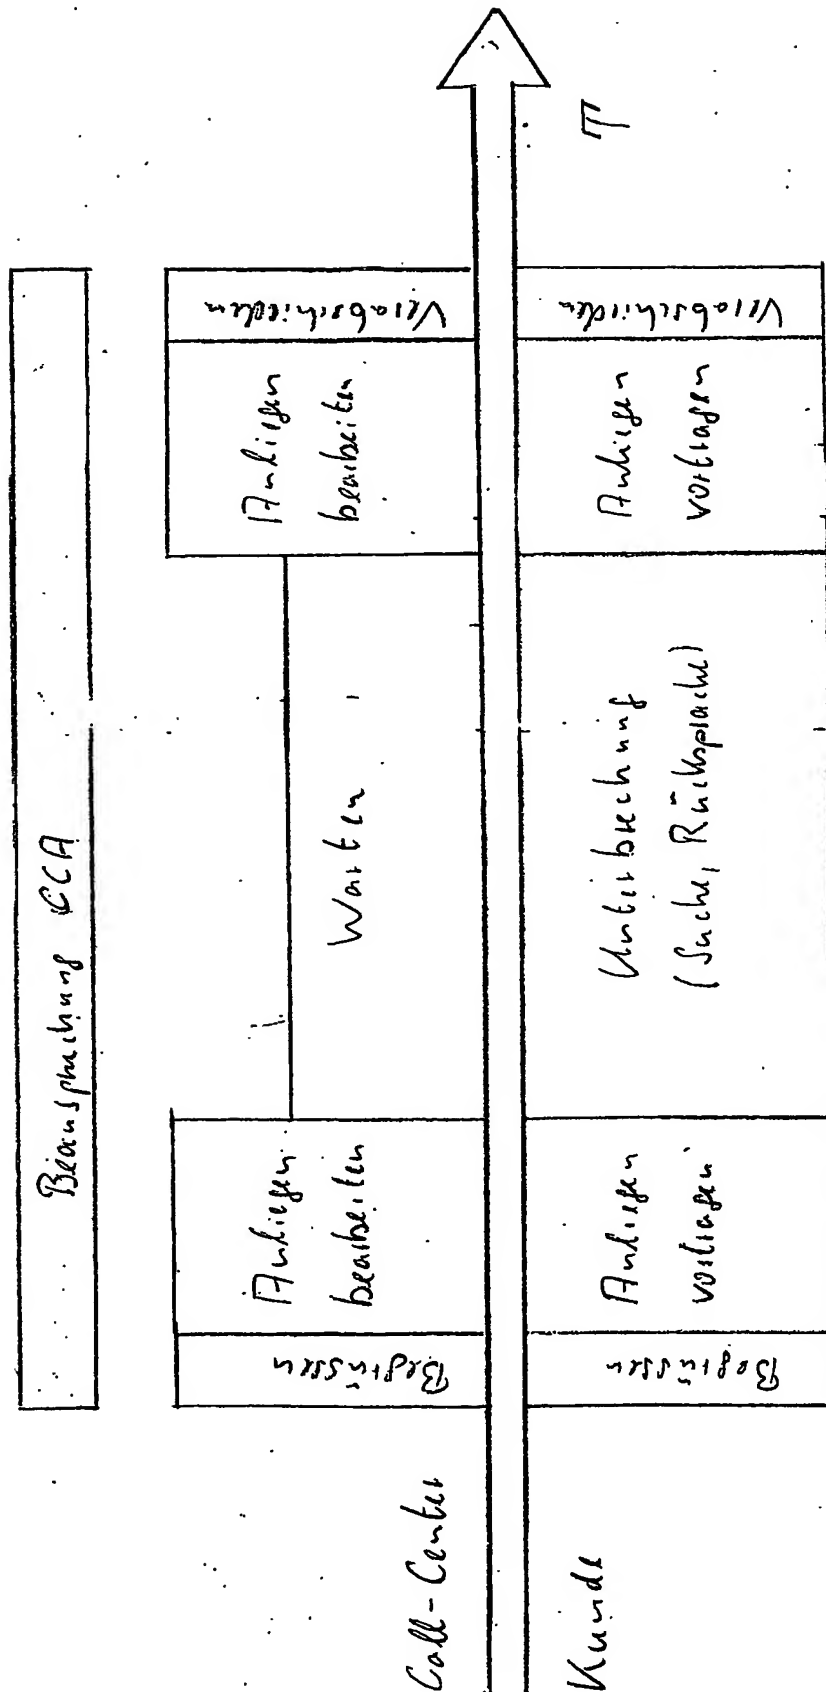 Beanspruchung CCA
Call-Center
Begrüssen
Anliegen
bearbeiten
Warten
Anliegen
bearbeiten
Verabschieden
T
Kunde
Begrüssen
Anliegen
vortragen
Unterbrechung
(Suche, Rücksprache)
Anliegen
vortragen
Verabschieden